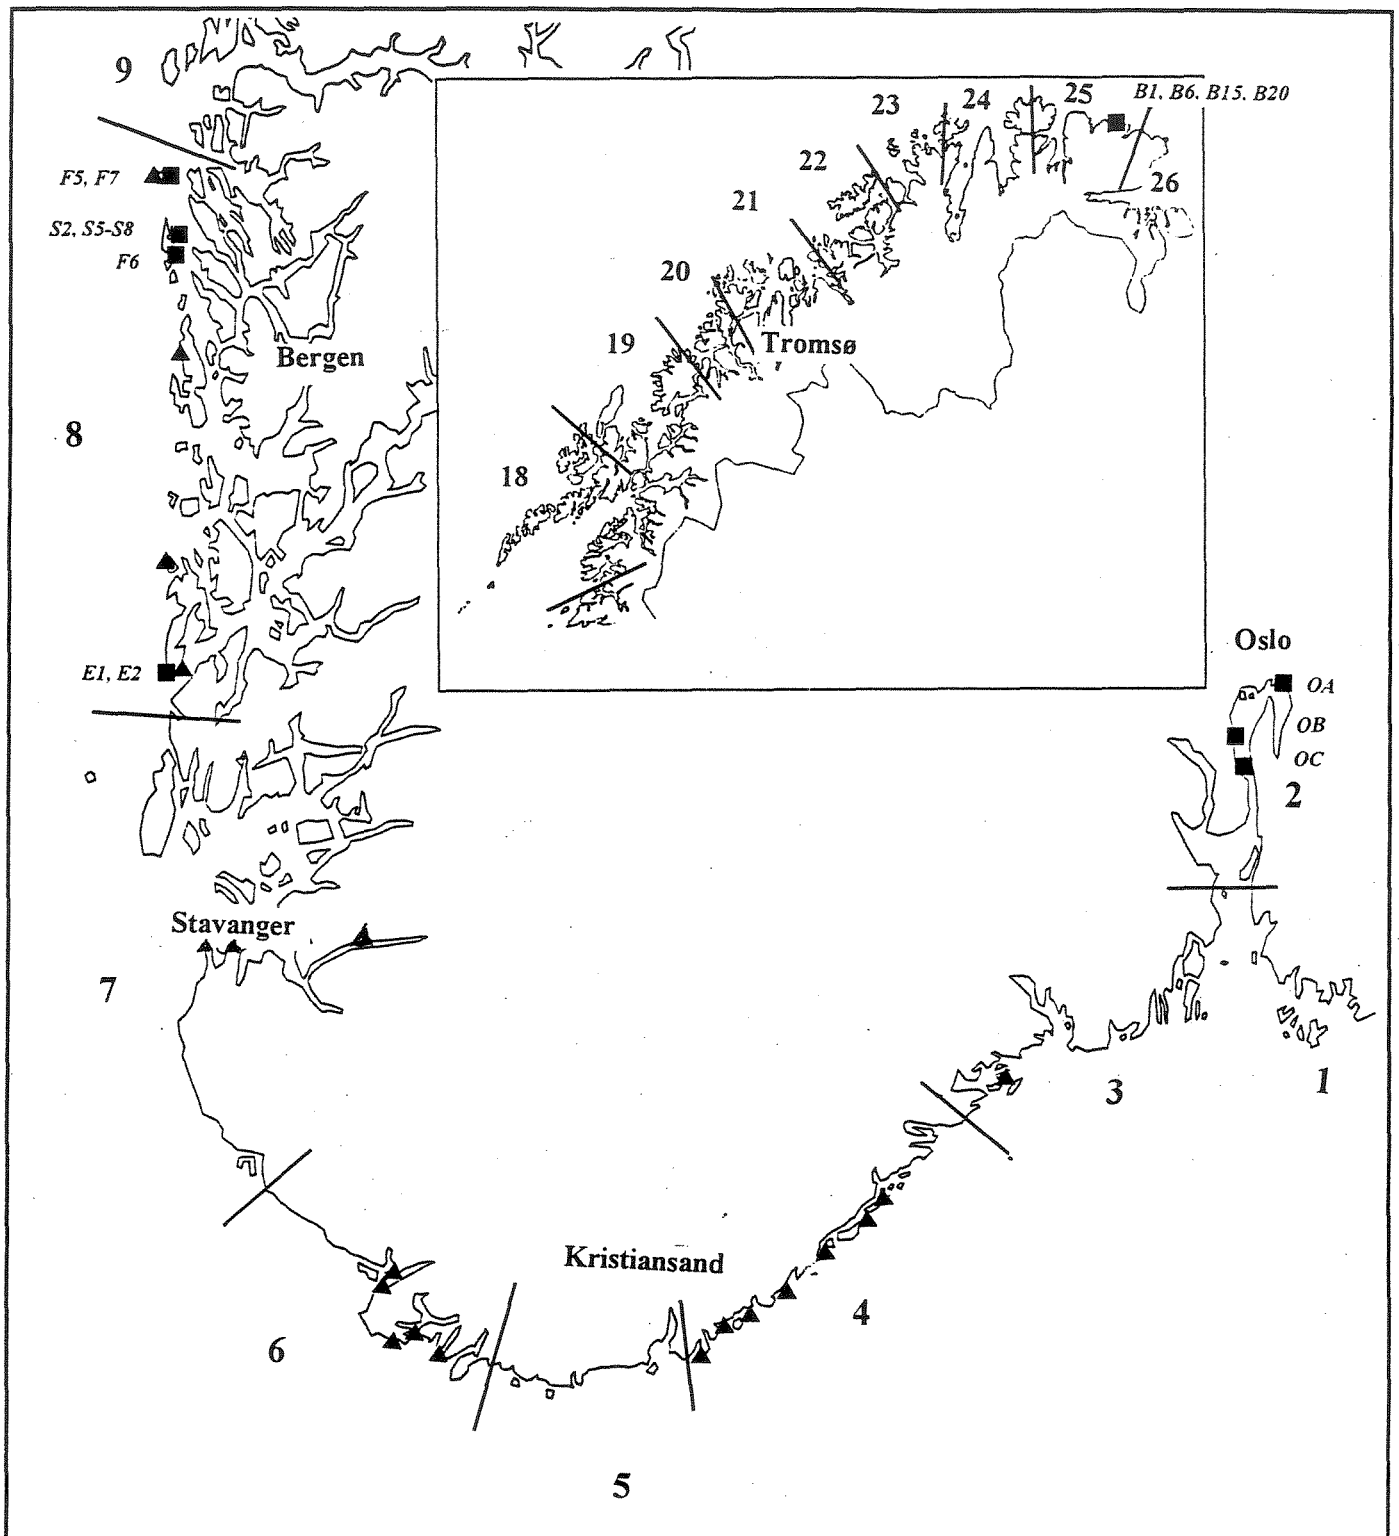 9
23
24
25
B1, B6, B15, B20
22
26
F5, F7
21
S2, S5-S8
F6
20
Tromsø
19
Bergen
8
18
Oslo
E1, E2
OA
OB
OC
2
Stavanger
7
3
1
Kristiansand
4
6
5